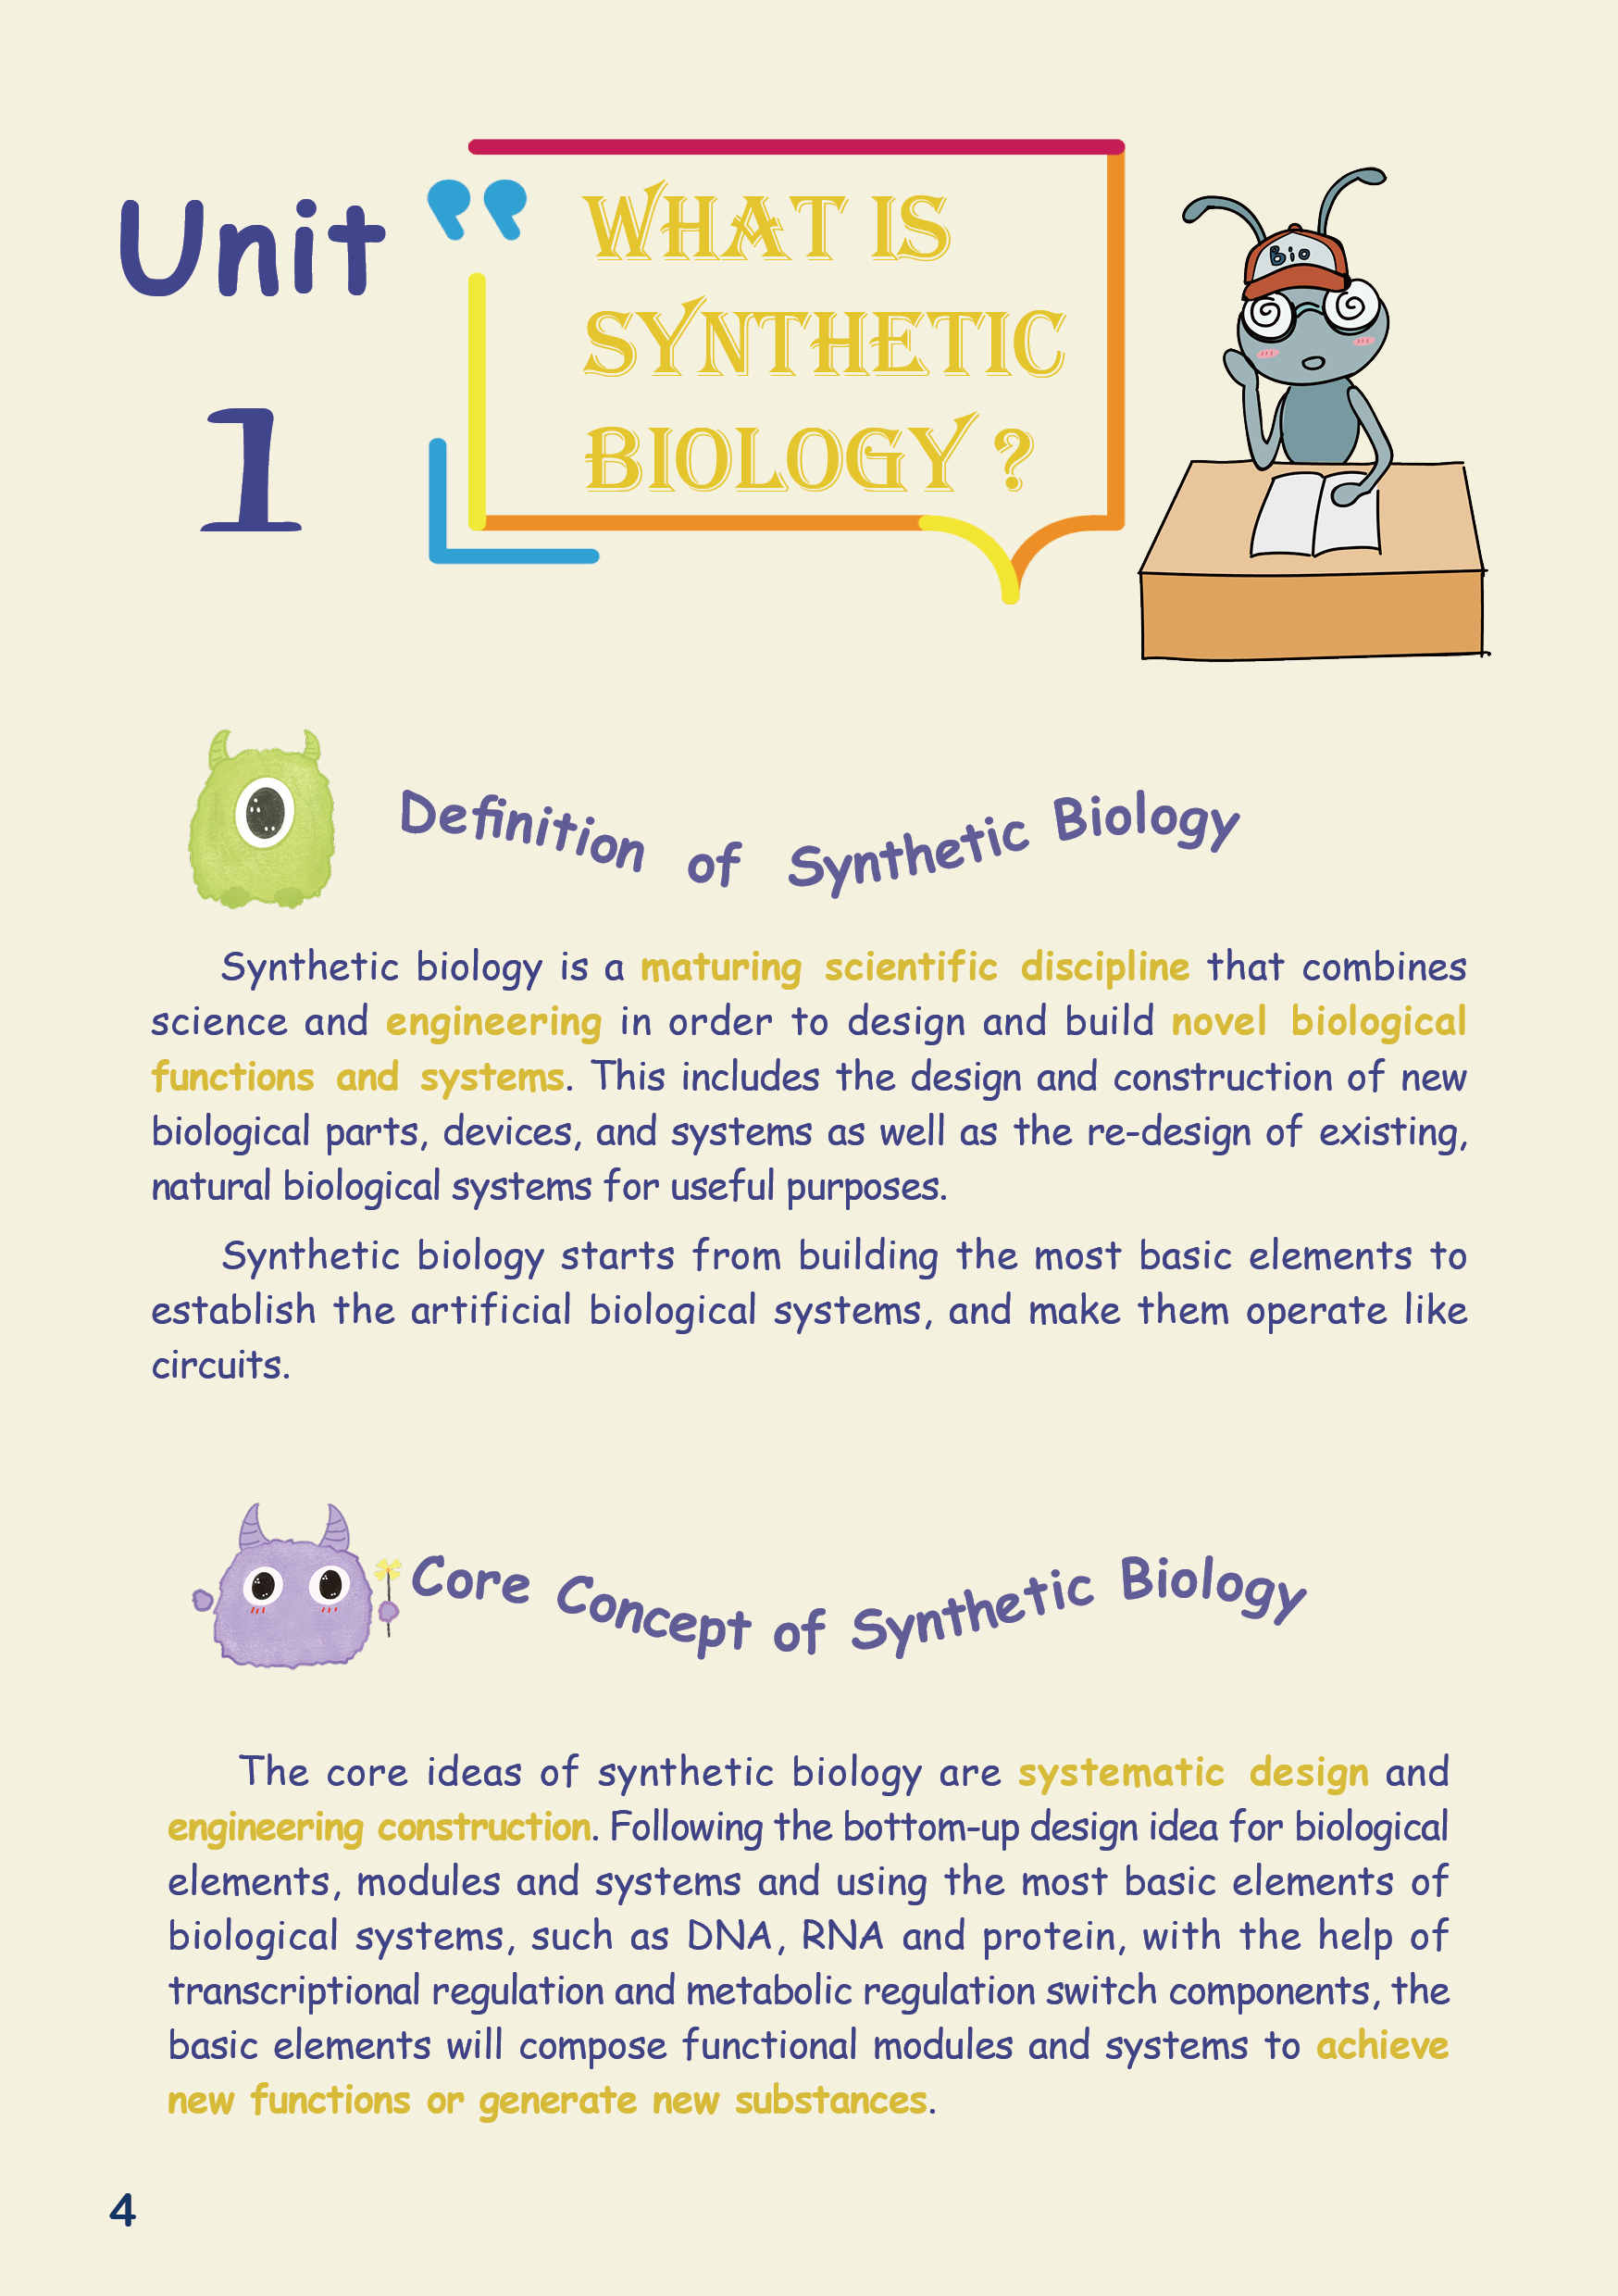 Unit
1
WHAT IS
SYNTHETIC
BIOLOGY ?
Bio
Definition of Synthetic Biology
Synthetic biology is a maturing scientific discipline that combines
science and engineering in order to design and build novel biological
functions and systems. This includes the design and construction of new
biological parts, devices, and systems as well as the re-design of existing,
natural biological systems for useful purposes.
Synthetic biology starts from building the most basic elements to
establish the artificial biological systems, and make them operate like
circuits.
Core Concept of Synthetic Biology
The core ideas of synthetic biology are systematic design and
engineering construction. Following the bottom-up design idea for biological
elements, modules and systems and using the most basic elements of
biological systems, such as DNA, RNA and protein, with the help of
transcriptional regulation and metabolic regulation switch components, the
basic elements will compose functional modules and systems to achieve
new functions or generate new substances.
4